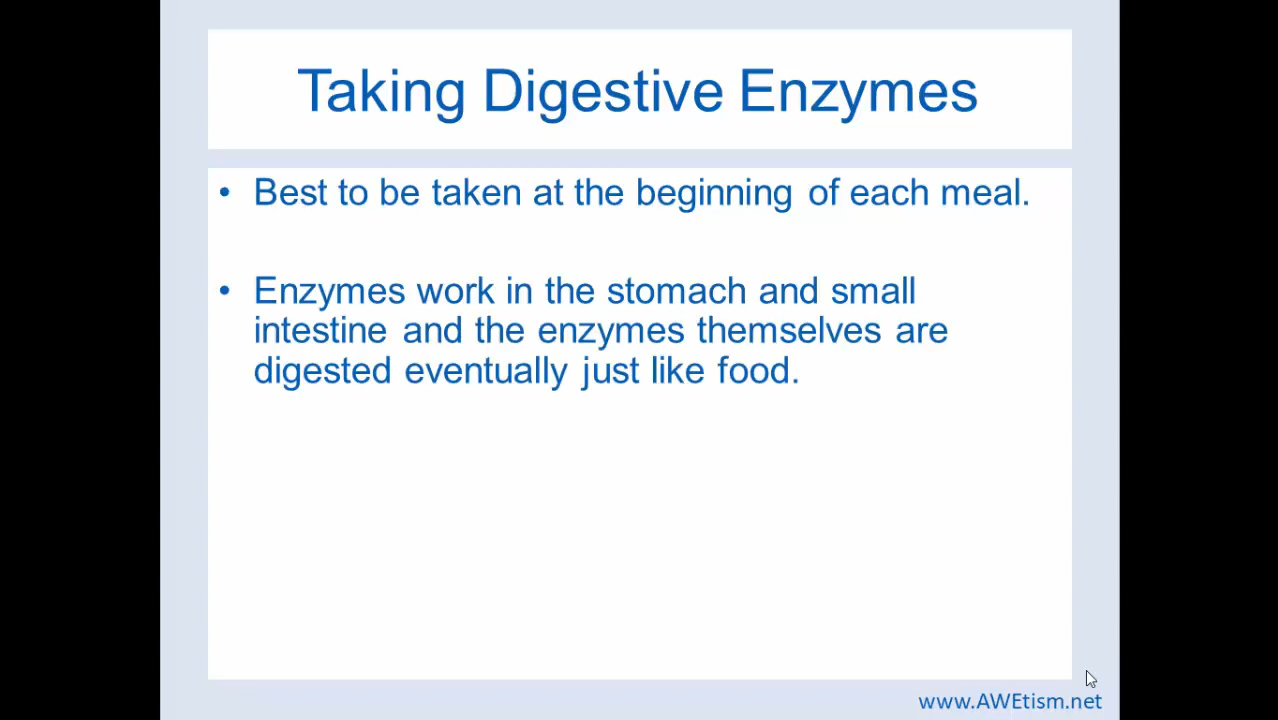 Taking Digestive Enzymes
• Best to be taken at the beginning of each meal.
• Enzymes work in the stomach and small
intestine and the enzymes themselves are
digested eventually just like food.
www.AWEtism.net